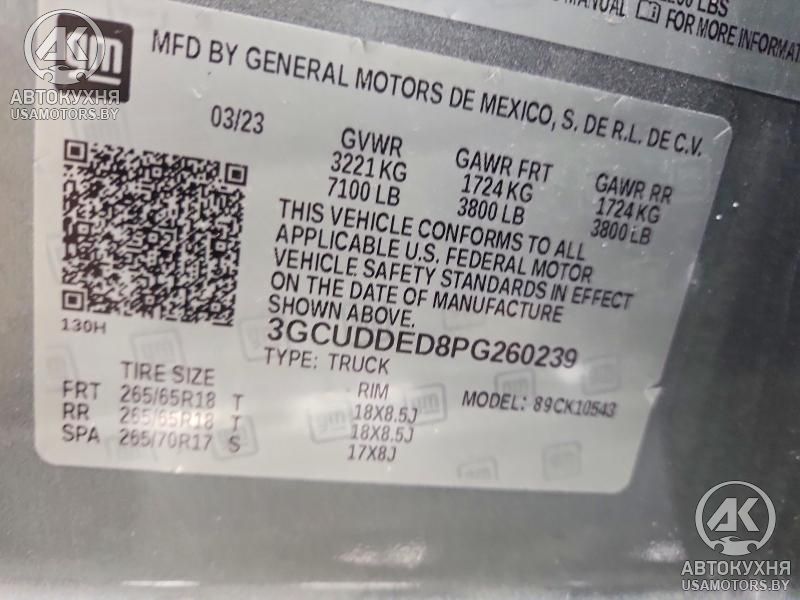 2200 LBS
MANUAL FOR MORE INFORMAT
gm
MFD BY GENERAL MOTORS DE MEXICO, S. DE R.L. DE C.V.
АВТОКУХНЯ
USAMOTORS.BY
03/23
GVWR GAWR FRT GAWR RR
3221 KG 1724 KG 1724 KG
7100 LB 3800 LB 3800 LB
THIS VEHICLE CONFORMS TO ALL
APPLICABLE U.S. FEDERAL MOTOR
VEHICLE SAFETY STANDARDS IN EFFECT
ON THE DATE OF MANUFACTURE
SHOWN ABOVE.
130H
3GCUDDED8PG260239
TYPE: TRUCK
TIRE SIZE RIM MODEL: 89CK10543
FRT 265/65R18 T 18X8.5J
RR 265/65R18 T 18X8.5J
SPA 265/70R17 S 17X8J
АВТОКУХНЯ
USAMOTORS.BY